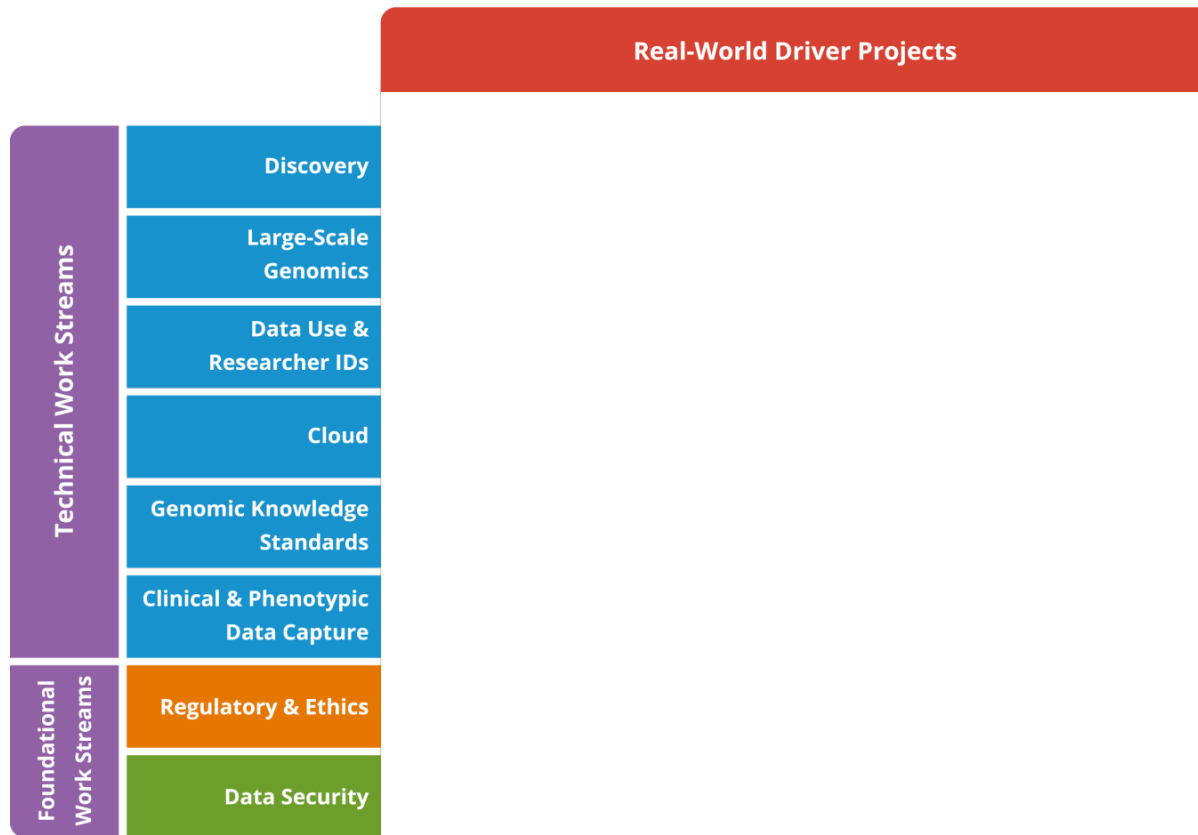 Real-World Driver Projects
Technical Work Streams
Discovery
Large-Scale
Genomics
Data Use &
Researcher IDs
Cloud
Genomic Knowledge
Standards
Clinical & Phenotypic
Data Capture
Foundational
Work Streams
Regulatory & Ethics
Data Security